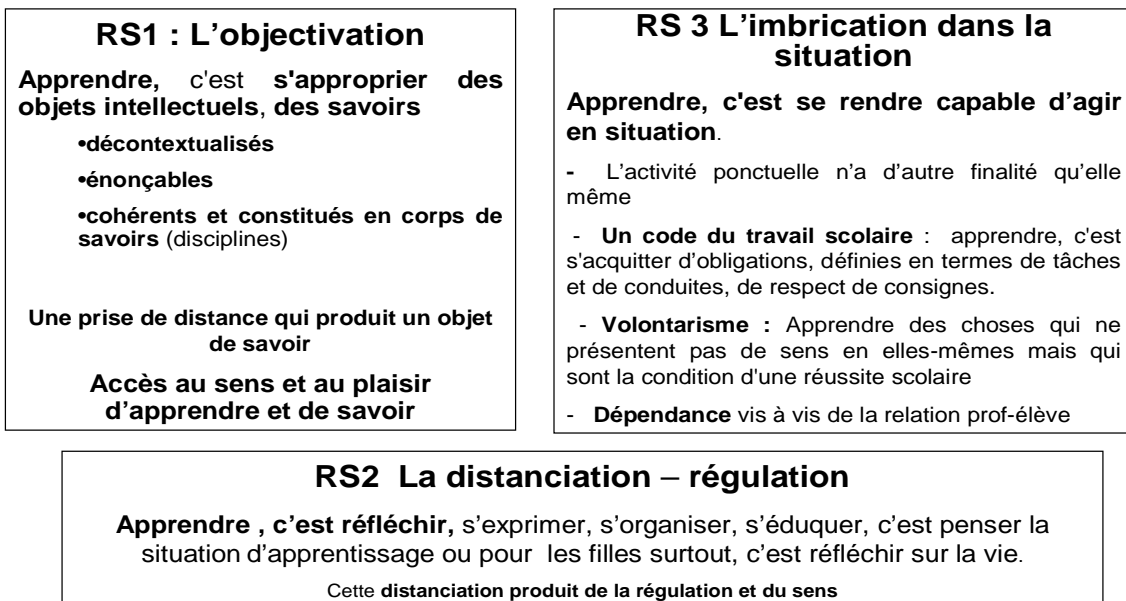 RS1 : L'objectivation
Apprendre, c'est s'approprier des
objets intellectuels, des savoirs
•décontextualisés
•énonçables
•cohérents et constitués en corps de
savoirs (disciplines)
Une prise de distance qui produit un objet
de savoir
Accès au sens et au plaisir
d'apprendre et de savoir
RS 3 L'imbrication dans la
situation
Apprendre, c'est se rendre capable d'agir
en situation.
- L'activité ponctuelle n'a d'autre finalité qu'elle
même
- Un code du travail scolaire : apprendre, c'est
s'acquitter d'obligations, définies en termes de tâches
et de conduites, de respect de consignes.
- Volontarisme : Apprendre des choses qui ne
présentent pas de sens en elles-mêmes mais qui
sont la condition d'une réussite scolaire
- Dépendance vis à vis de la relation prof-élève
RS2 La distanciation – régulation
Apprendre , c'est réfléchir, s'exprimer, s'organiser, s'éduquer, c'est penser la
situation d'apprentissage ou pour les filles surtout, c'est réfléchir sur la vie.
Cette distanciation produit de la régulation et du sens